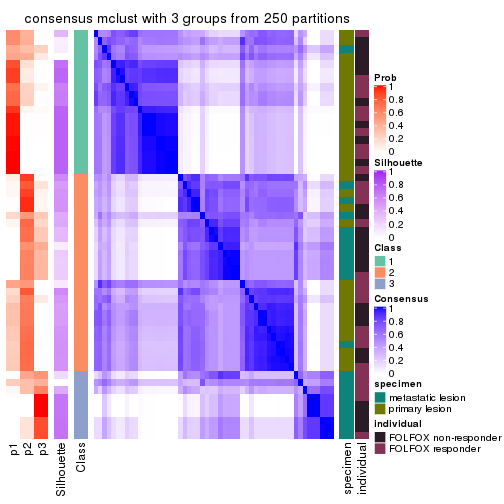 consensus mclust with 3 groups from 250 partitions
Prob
1
0.8
0.6
0.4
0.2
0
Silhouette
1
0.8
0.6
0.4
0.2
0
Class
1
2
3
Consensus
1
0.8
0.6
0.4
0.2
0
specimen
metastatic lesion
primary lesion
individual
FOLFOX non-responder
FOLFOX responder
p1
p2
p3
Silhouette
Class
specimen
individual